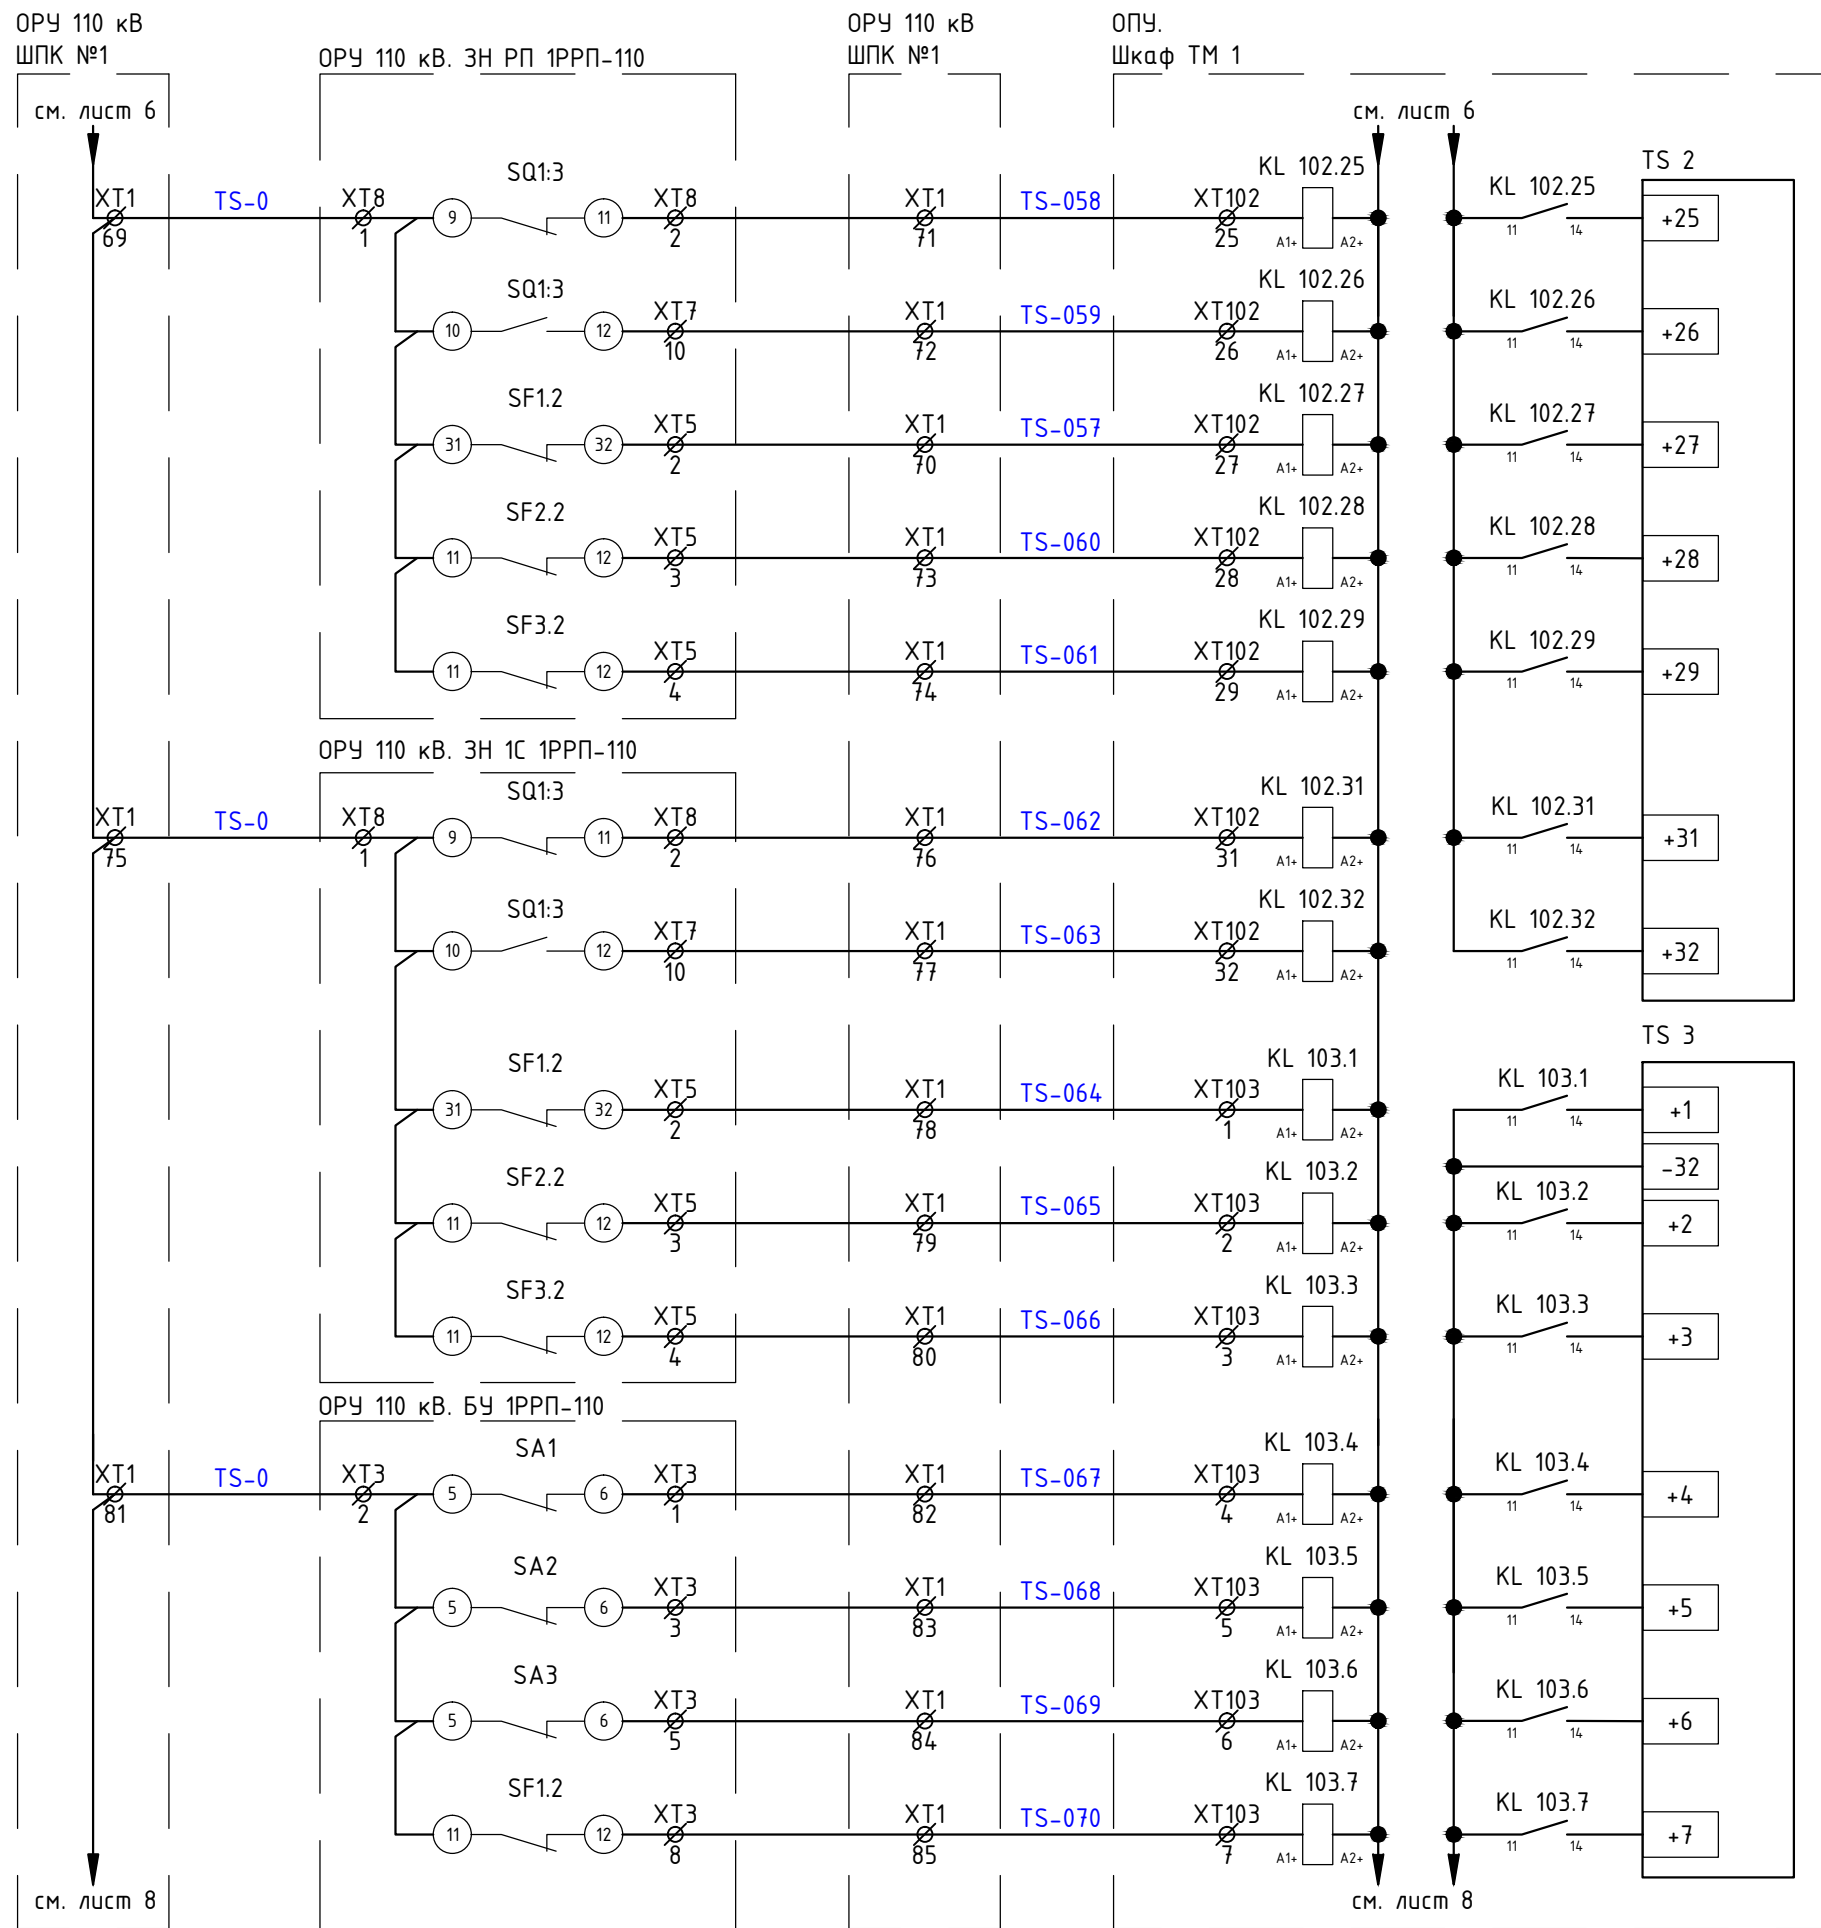 ОРУ 110 кВ
ШПК №1
ОРУ 110 кВ. ЗН РП 1РРП-110
ОРУ 110 кВ
ШПК №1
ОПУ.
Шкаф ТМ 1
см. лист 6
см. лист 6
TS 2
XT1 69 TS-0 XT8 1 SQ1:3 9 11 XT8 2 XT1 71 TS-058 XT102 25 KL 102.25 A1+ A2+ KL 102.25 11 14 +25
SQ1:3 10 12 XT7 10 XT1 72 TS-059 XT102 26 KL 102.26 A1+ A2+ KL 102.26 11 14 +26
SF1.2 31 32 XT5 2 XT1 70 TS-057 XT102 27 KL 102.27 A1+ A2+ KL 102.27 11 14 +27
SF2.2 11 12 XT5 3 XT1 73 TS-060 XT102 28 KL 102.28 A1+ A2+ KL 102.28 11 14 +28
SF3.2 11 12 XT5 4 XT1 74 TS-061 XT102 29 KL 102.29 A1+ A2+ KL 102.29 11 14 +29
ОРУ 110 кВ. ЗН 1С 1РРП-110
XT1 75 TS-0 XT8 1 SQ1:3 9 11 XT8 2 XT1 76 TS-062 XT102 31 KL 102.31 A1+ A2+ KL 102.31 11 14 +31
SQ1:3 10 12 XT7 10 XT1 77 TS-063 XT102 32 KL 102.32 A1+ A2+ KL 102.32 11 14 +32
TS 3
SF1.2 31 32 XT5 2 XT1 78 TS-064 XT103 1 KL 103.1 A1+ A2+ KL 103.1 11 14 +1
-32
SF2.2 11 12 XT5 3 XT1 79 TS-065 XT103 2 KL 103.2 A1+ A2+ KL 103.2 11 14 +2
SF3.2 11 12 XT5 4 XT1 80 TS-066 XT103 3 KL 103.3 A1+ A2+ KL 103.3 11 14 +3
ОРУ 110 кВ. БУ 1РРП-110
XT1 81 TS-0 XT3 2 SA1 5 6 XT3 1 XT1 82 TS-067 XT103 4 KL 103.4 A1+ A2+ KL 103.4 11 14 +4
SA2 5 6 XT3 3 XT1 83 TS-068 XT103 5 KL 103.5 A1+ A2+ KL 103.5 11 14 +5
SA3 5 6 XT3 5 XT1 84 TS-069 XT103 6 KL 103.6 A1+ A2+ KL 103.6 11 14 +6
SF1.2 11 12 XT3 8 XT1 85 TS-070 XT103 7 KL 103.7 A1+ A2+ KL 103.7 11 14 +7
см. лист 8
см. лист 8